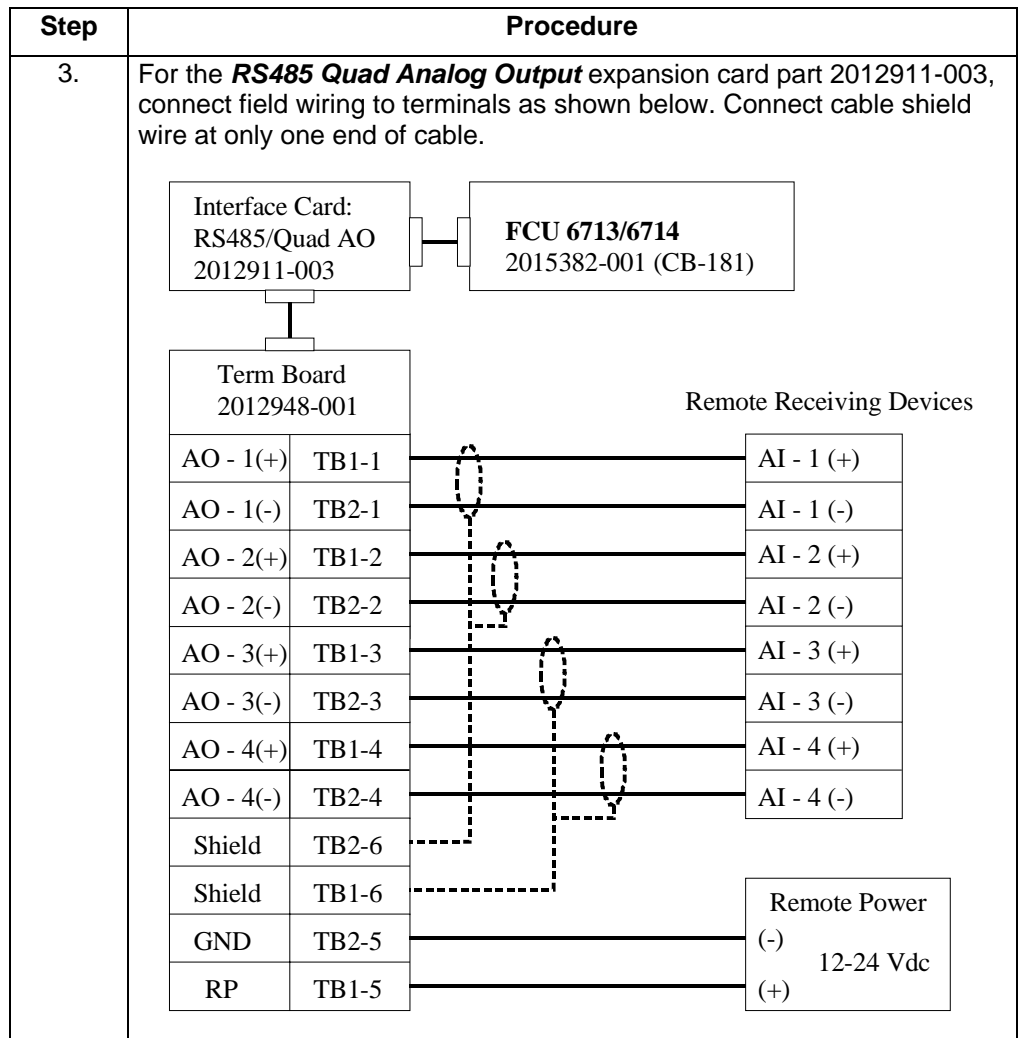 Step Procedure
3. For the RS485 Quad Analog Output expansion card part 2012911-003,
connect field wiring to terminals as shown below. Connect cable shield
wire at only one end of cable.
Interface Card:
RS485/Quad AO
2012911-003
FCU 6713/6714
2015382-001 (CB-181)
Term Board
2012948-001
Remote Receiving Devices
AO - 1(+) TB1-1 AI - 1 (+)
AO - 1(-) TB2-1 AI - 1 (-)
AO - 2(+) TB1-2 AI - 2 (+)
AO - 2(-) TB2-2 AI - 2 (-)
AO - 3(+) TB1-3 AI - 3 (+)
AO - 3(-) TB2-3 AI - 3 (-)
AO - 4(+) TB1-4 AI - 4 (+)
AO - 4(-) TB2-4 AI - 4 (-)
Shield TB2-6
Shield TB1-6
Remote Power
GND TB2-5 (-)
12-24 Vdc
RP TB1-5 (+)